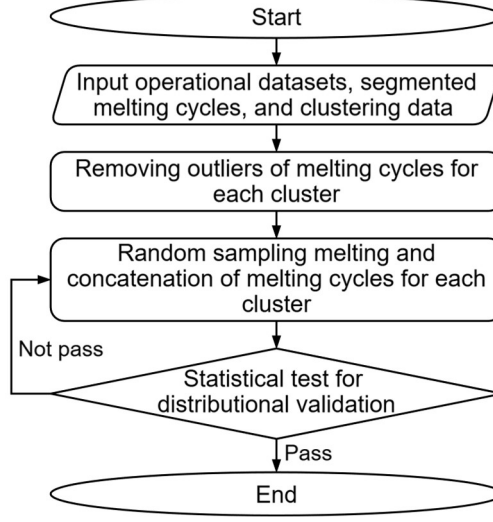 Start
Input operational datasets, segmented
melting cycles, and clustering data
Removing outliers of melting cycles for
each cluster
Random sampling melting and
concatenation of melting cycles for each
cluster
Not pass
Statistical test for
distributional validation
Pass
End